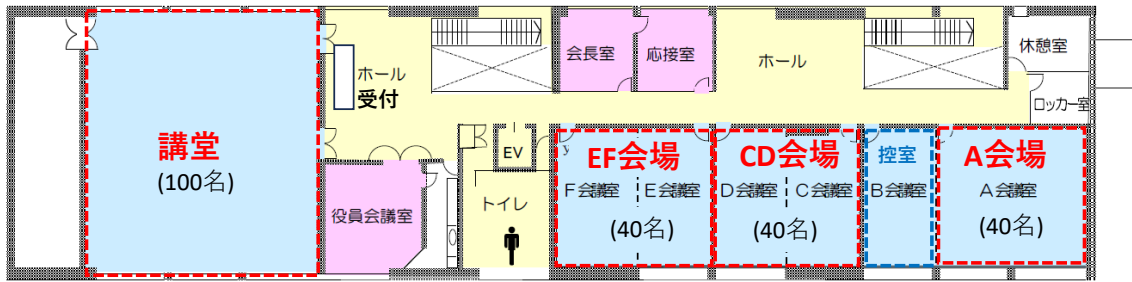 講堂
(100名)
ホール
受付
役員会議室
EV
トイレ
会長室
応接室
ホール
休憩室
ロッカー室
EF会場
F会議室
E会議室
(40名)
CD会場
D会議室
C会議室
(40名)
控室
B会議室
A会場
A会議室
(40名)